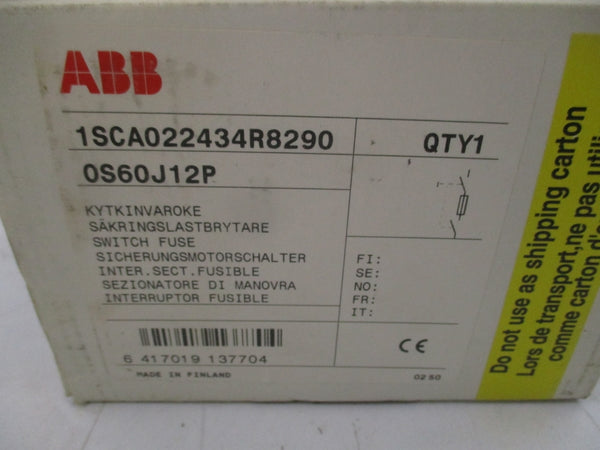 ABB
1SCA022434R8290 QTY1
OS60J12P
KYTKINVAROKE
SÄKRINGSLASTBRYTARE
SWITCH FUSE
SICHERUNGSMOTORSCHALTER
INTER.SECT.FUSIBLE
SEZIONATORE DI MANOVRA
INTERRUPTOR FUSIBLE
FI:
SE:
NO:
FR:
IT:
6 417019 137704
MADE IN FINLAND
CE
02 50
Do not use as shipping carton
Lors de transport,ne pas
comme carton